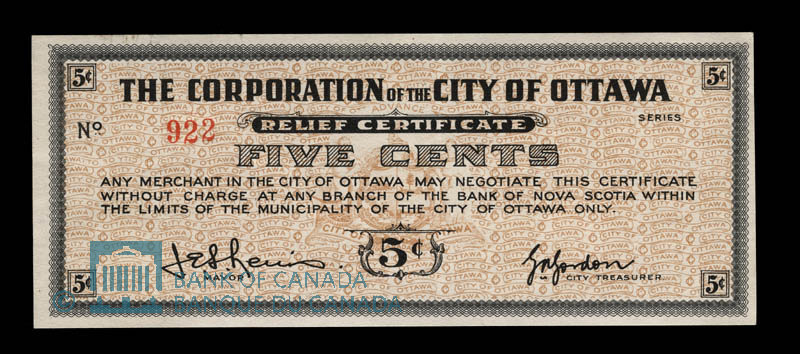 5¢ 5¢
THE CORPORATION OF THE CITY OF OTTAWA
Nº 922 RELIEF CERTIFICATE SERIES
FIVE CENTS
ANY MERCHANT IN THE CITY OF OTTAWA MAY NEGOTIATE THIS CERTIFICATE
WITHOUT CHARGE AT ANY BRANCH OF THE BANK OF NOVA SCOTIA WITHIN
THE LIMITS OF THE MUNICIPALITY OF THE CITY OF OTTAWA ONLY.
5¢
MAYOR CITY TREASURER
5¢ 5¢
BANK OF CANADA
BANQUE DU CANADA